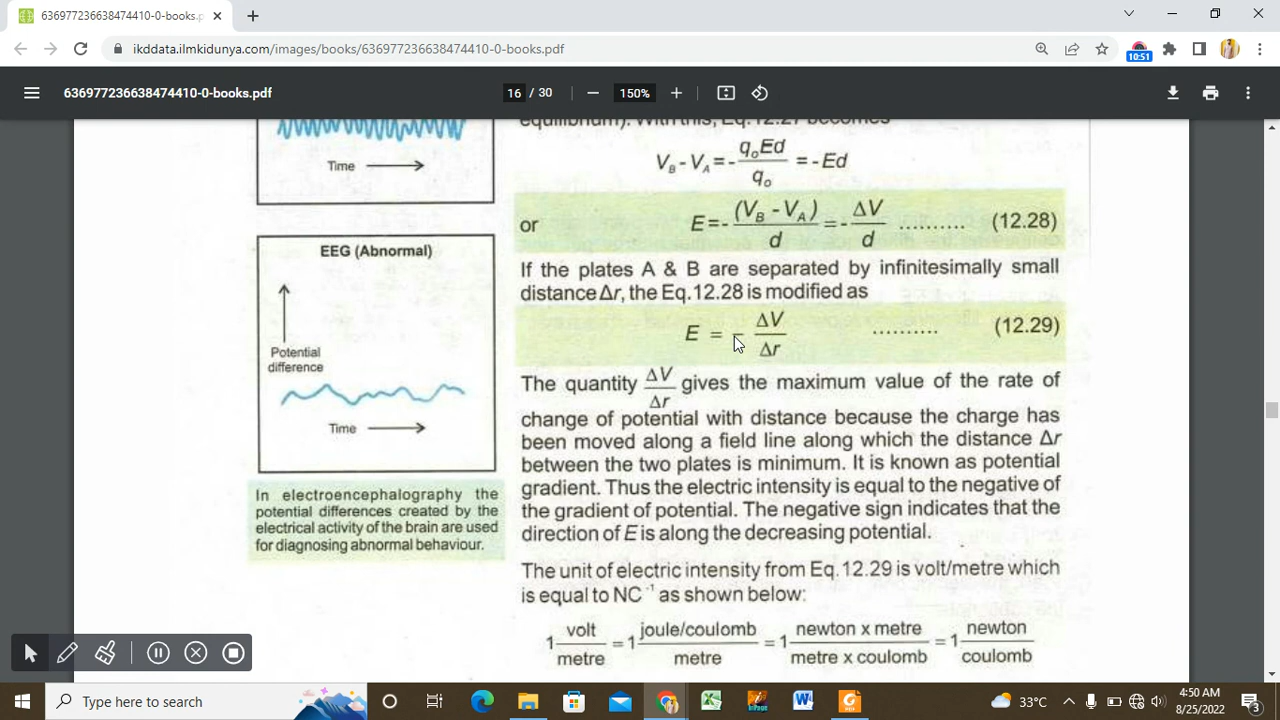 636977236638474410-0-books.p
ikddata.ilmkidunya.com/images/books/636977236638474410-0-books.pdf
10:51
636977236638474410-0-books.pdf
16 / 30
150%
equilibrium). With this, Eq.12.27 becomes
V_B - V_A = - q_oEd / q_o = - Ed
or E = - (V_B - V_A) / d = - ΔV / d .......... (12.28)
If the plates A & B are separated by infinitesimally small
distance Δr, the Eq.12.28 is modified as
E = - ΔV / Δr .......... (12.29)
The quantity ΔV / Δr gives the maximum value of the rate of
change of potential with distance because the charge has
been moved along a field line along which the distance Δr
between the two plates is minimum. It is known as potential
gradient. Thus the electric intensity is equal to the negative of
the gradient of potential. The negative sign indicates that the
direction of E is along the decreasing potential.
The unit of electric intensity from Eq.12.29 is volt/metre which
is equal to NC⁻¹ as shown below:
1 volt / metre = 1 joule/coulomb / metre = 1 newton x metre / metre x coulomb = 1 newton / coulomb
Time
EEG (Abnormal)
Potential
difference
Time
In electroencephalography the
potential differences created by the
electrical activity of the brain are used
for diagnosing abnormal behaviour.
Type here to search
33°C
4:50 AM
8/25/2022
3